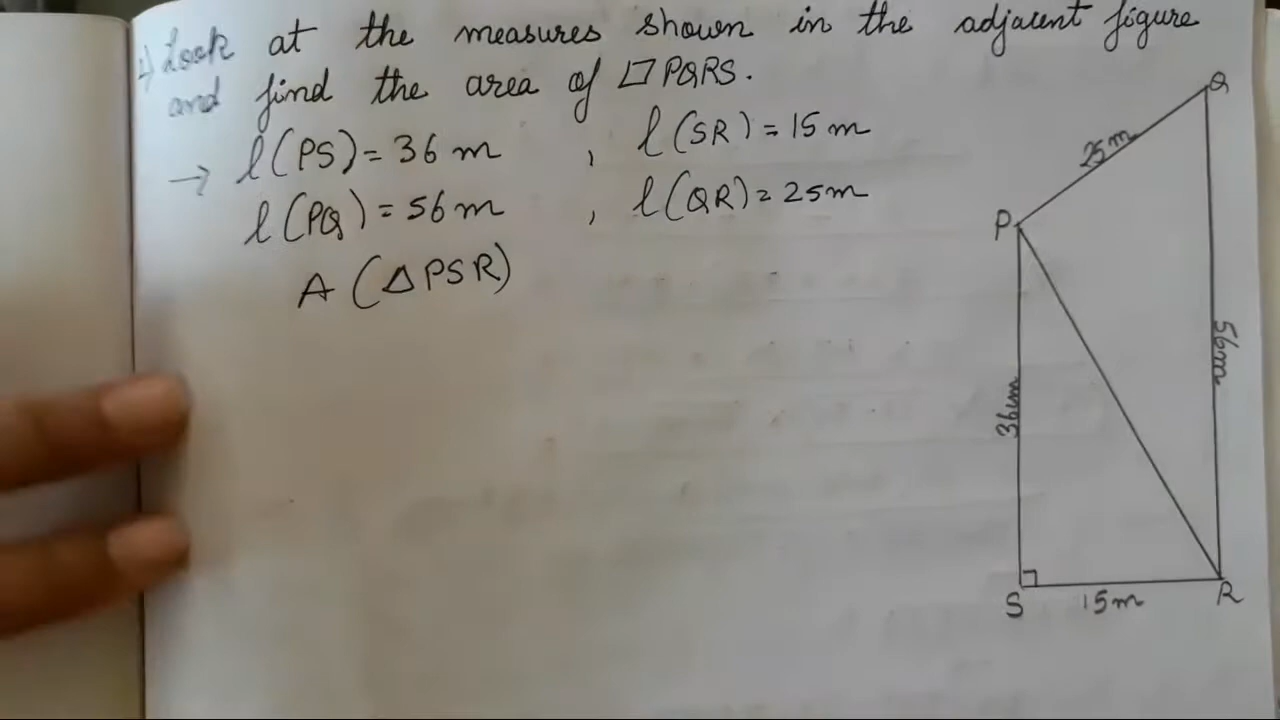 4) Look at the measures shown in the adjacent figure
and find the area of □PQRS.
→ l(PS) = 36 m , l(SR) = 15 m
l(PQ) = 56 m , l(QR) = 25 m
A (△PSR)
Q
25m
P
56m
36m
S
15m
R